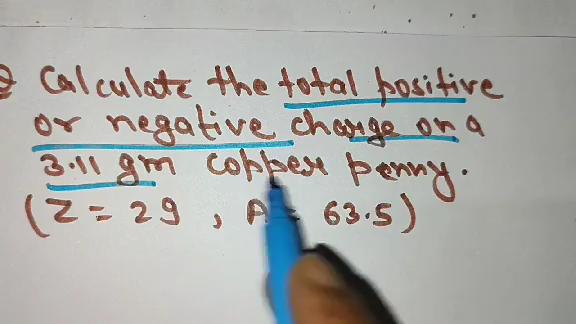 Calculate the total positive
or negative charge on a
3.11 gm copper penny.
(Z = 29 , A 63.5)